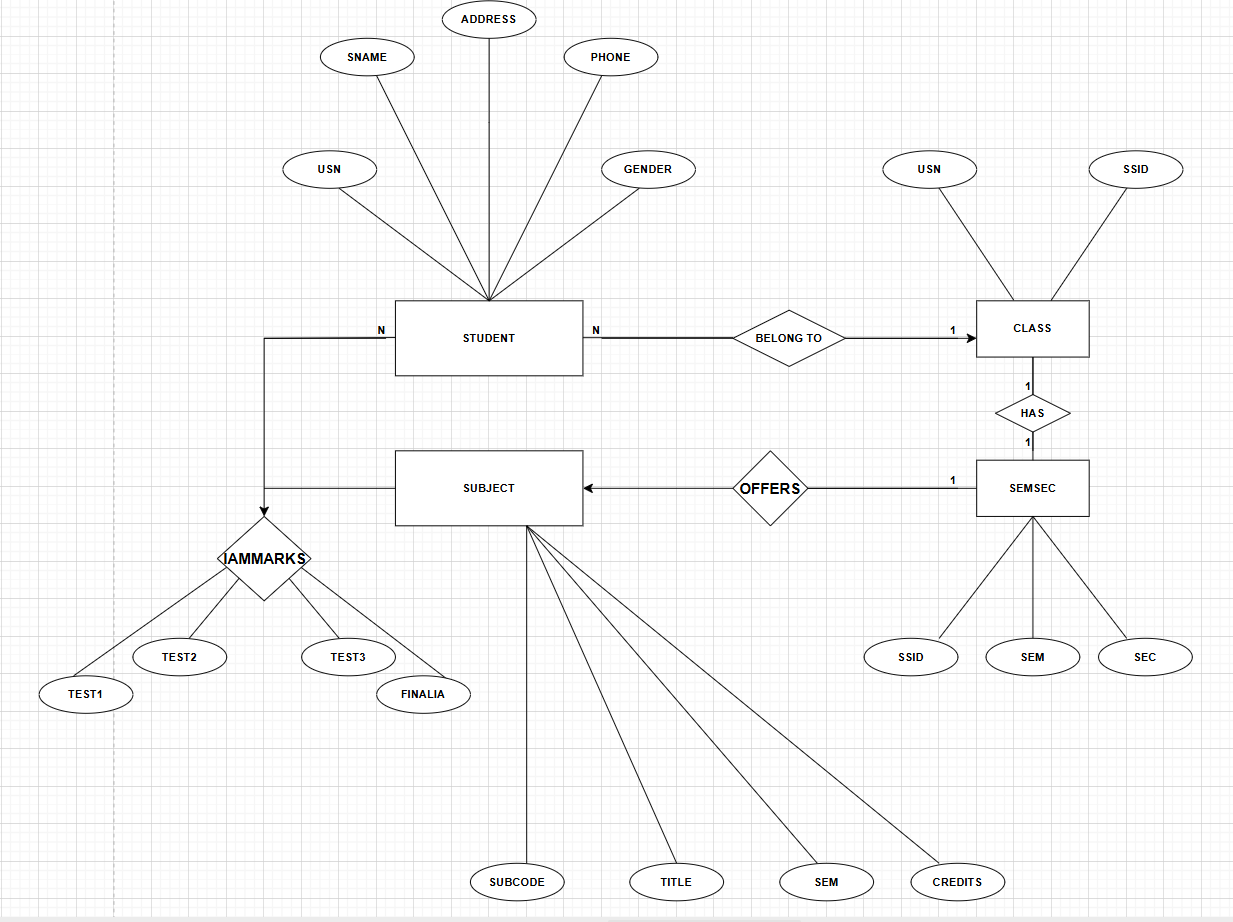 ADDRESS
SNAME
PHONE
USN
GENDER
USN
SSID
N
STUDENT
N
BELONG TO
1
CLASS
1
HAS
1
SUBJECT
OFFERS
1
SEMSEC
IAMMARKS
TEST2
TEST3
SSID
SEM
SEC
TEST1
FINALIA
SUBCODE
TITLE
SEM
CREDITS